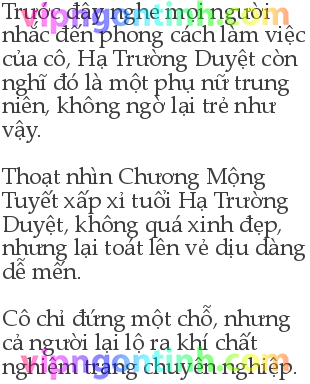 Trước đây nghe mọi người
nhắc đến phong cách làm việc
của cô, Hạ Trường Duyệt còn
nghĩ đó là một phụ nữ trung
niên, không ngờ lại trẻ như
vậy.
Thoạt nhìn Chương Mộng
Tuyết xấp xỉ tuổi Hạ Trường
Duyệt, không quá xinh đẹp,
nhưng lại toát lên vẻ dịu dàng
dễ mến.
Cô chỉ đứng một chỗ, nhưng
cả người lại lộ ra khí chất
nghiêm trang chuyên nghiệp.
vipngontinh.com
vipngontinh.com